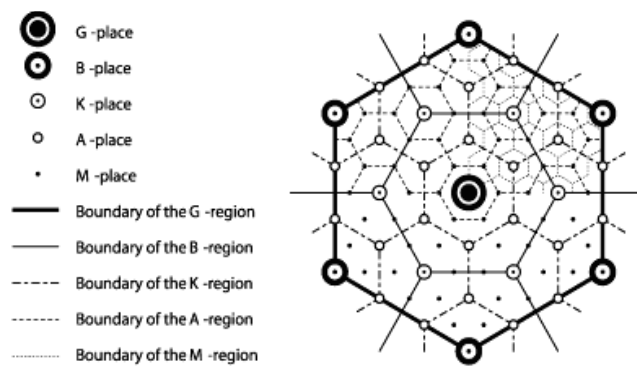 G -place
B -place
K -place
A -place
M -place
Boundary of the G -region
Boundary of the B -region
Boundary of the K -region
Boundary of the A -region
Boundary of the M -region